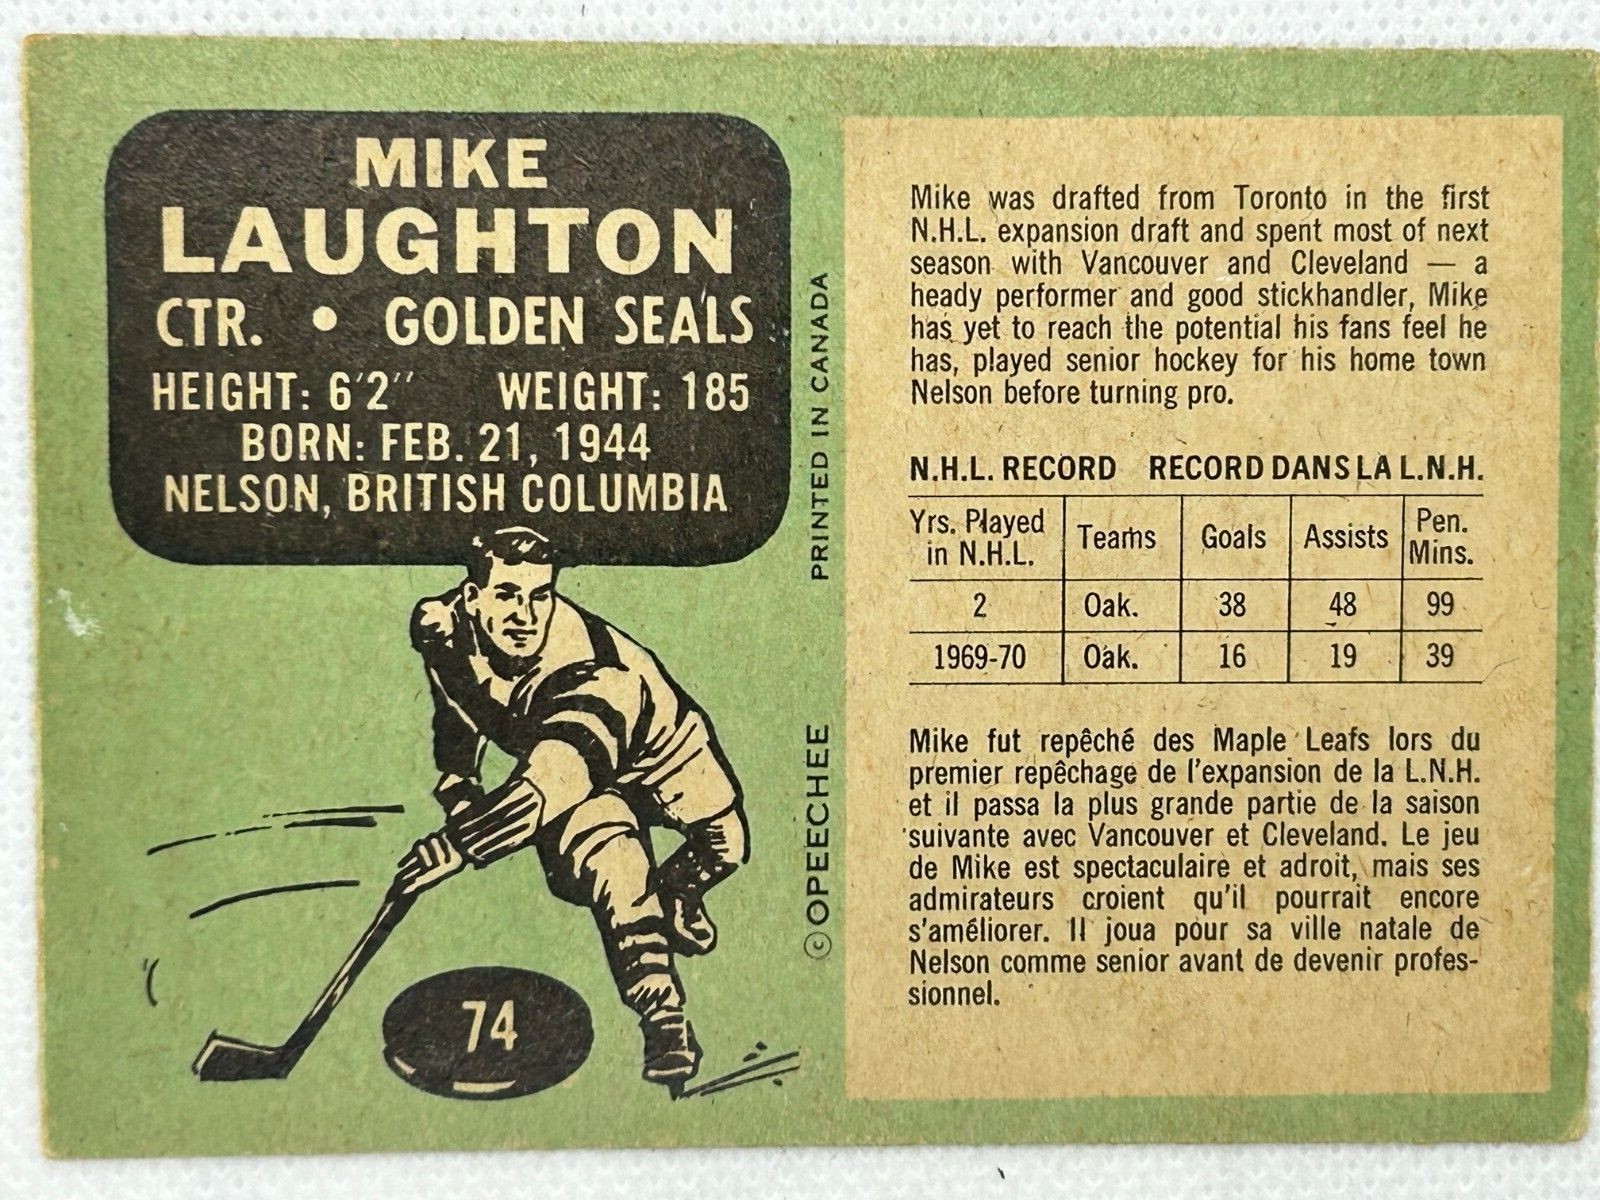 MIKE
LAUGHTON
CTR. • GOLDEN SEALS
HEIGHT: 6'2" WEIGHT: 185
BORN: FEB. 21, 1944
NELSON, BRITISH COLUMBIA
74
PRINTED IN CANADA
© OPEECHEE
Mike was drafted from Toronto in the first
N.H.L. expansion draft and spent most of next
season with Vancouver and Cleveland — a
heady performer and good stickhandler, Mike
has yet to reach the potential his fans feel he
has, played senior hockey for his home town
Nelson before turning pro.
N.H.L. RECORD RECORD DANS LA L.N.H.
Yrs. Played in N.H.L. Teams Goals Assists Pen. Mins.
2 Oak. 38 48 99
1969-70 Oak. 16 19 39
Mike fut repêché des Maple Leafs lors du
premier repêchage de l'expansion de la L.N.H.
et il passa la plus grande partie de la saison
suivante avec Vancouver et Cleveland. Le jeu
de Mike est spectaculaire et adroit, mais ses
admirateurs croient qu'il pourrait encore
s'améliorer. Il joua pour sa ville natale de
Nelson comme senior avant de devenir profes-
sionnel.